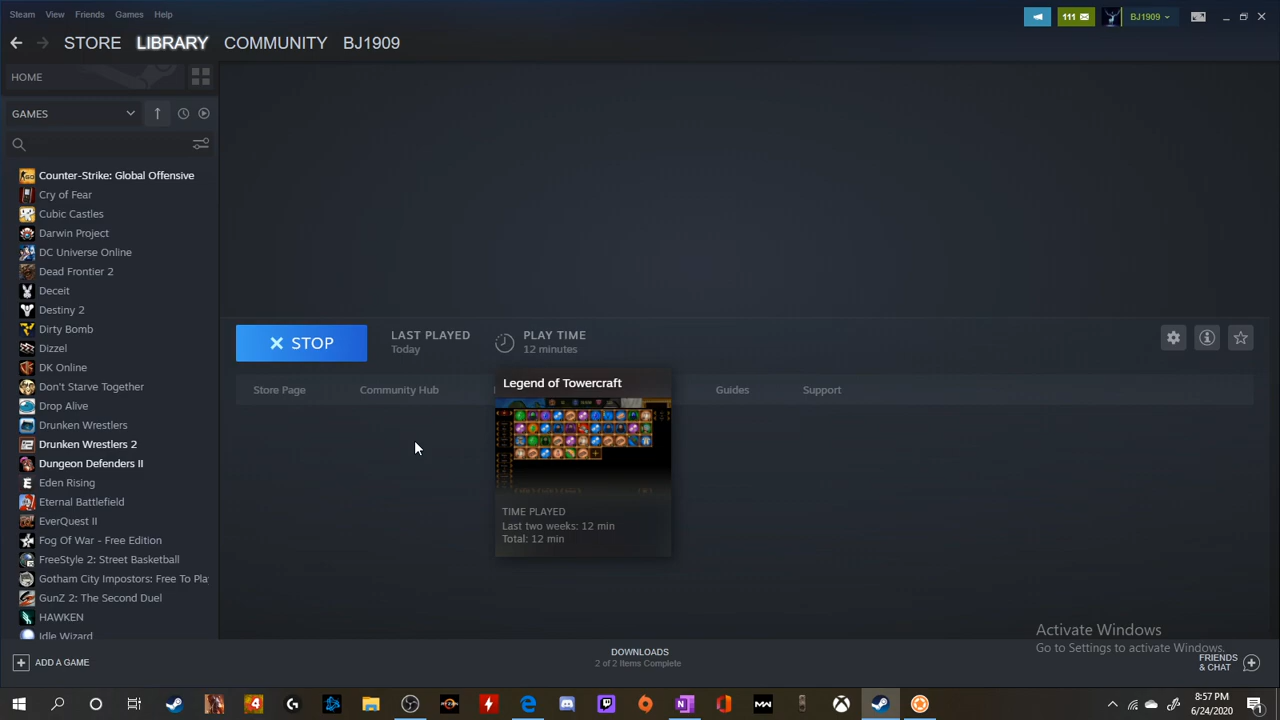 Steam View Friends Games Help
111 BJ1909
STORE LIBRARY COMMUNITY BJ1909
HOME
GAMES
Counter-Strike: Global Offensive
Cry of Fear
Cubic Castles
Darwin Project
DC Universe Online
Dead Frontier 2
Deceit
Destiny 2
Dirty Bomb
Dizzel
DK Online
Don't Starve Together
Drop Alive
Drunken Wrestlers
Drunken Wrestlers 2
Dungeon Defenders II
Eden Rising
Eternal Battlefield
EverQuest II
Fog Of War - Free Edition
FreeStyle 2: Street Basketball
Gotham City Impostors: Free To Pla
GunZ 2: The Second Duel
HAWKEN
Idle Wizard
ADD A GAME
STOP
LAST PLAYED
Today
PLAY TIME
12 minutes
Store Page Community Hub Guides Support
Legend of Towercraft
TIME PLAYED
Last two weeks: 12 min
Total: 12 min
DOWNLOADS
2 of 2 Items Complete
Activate Windows
Go to Settings to activate Windows.
FRIENDS
& CHAT
8:57 PM
6/24/2020